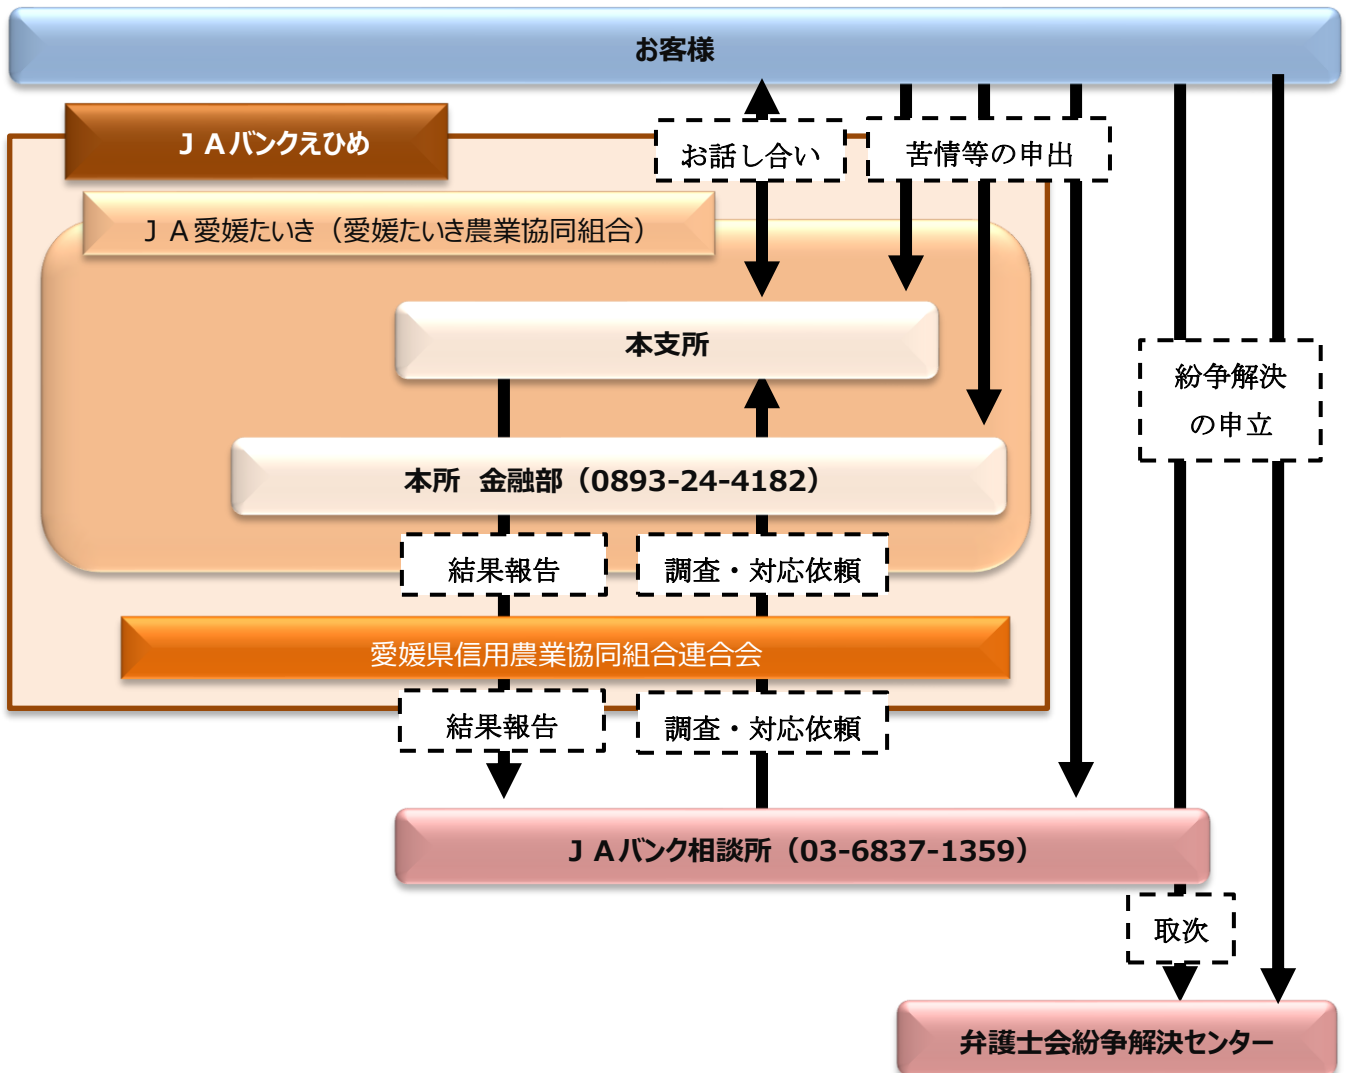 お客様
ＪＡバンクえひめ
お話し合い
苦情等の申出
ＪＡ愛媛たいき（愛媛たいき農業協同組合）
本支所
紛争解決
の申立
本所 金融部（0893-24-4182）
結果報告
調査・対応依頼
愛媛県信用農業協同組合連合会
結果報告
調査・対応依頼
ＪＡバンク相談所（03-6837-1359）
取次
弁護士会紛争解決センター